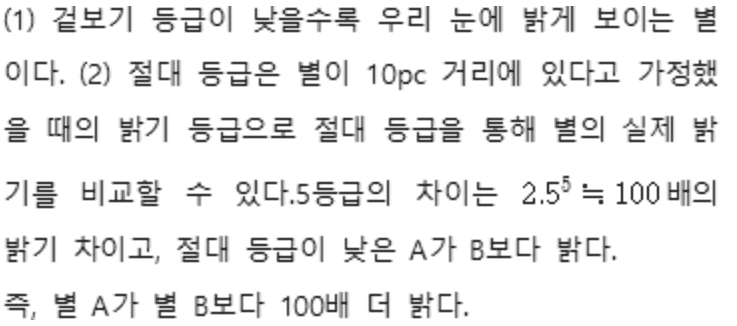 (1) 겉보기 등급이 낮을수록 우리 눈에 밝게 보이는 별
이다. (2) 절대 등급은 별이 10pc 거리에 있다고 가정했
을 때의 밝기 등급으로 절대 등급을 통해 별의 실제 밝
기를 비교할 수 있다.5등급의 차이는 2.5⁵ ≒ 100배의
밝기 차이고, 절대 등급이 낮은 A가 B보다 밝다.
즉, 별 A가 별 B보다 100배 더 밝다.